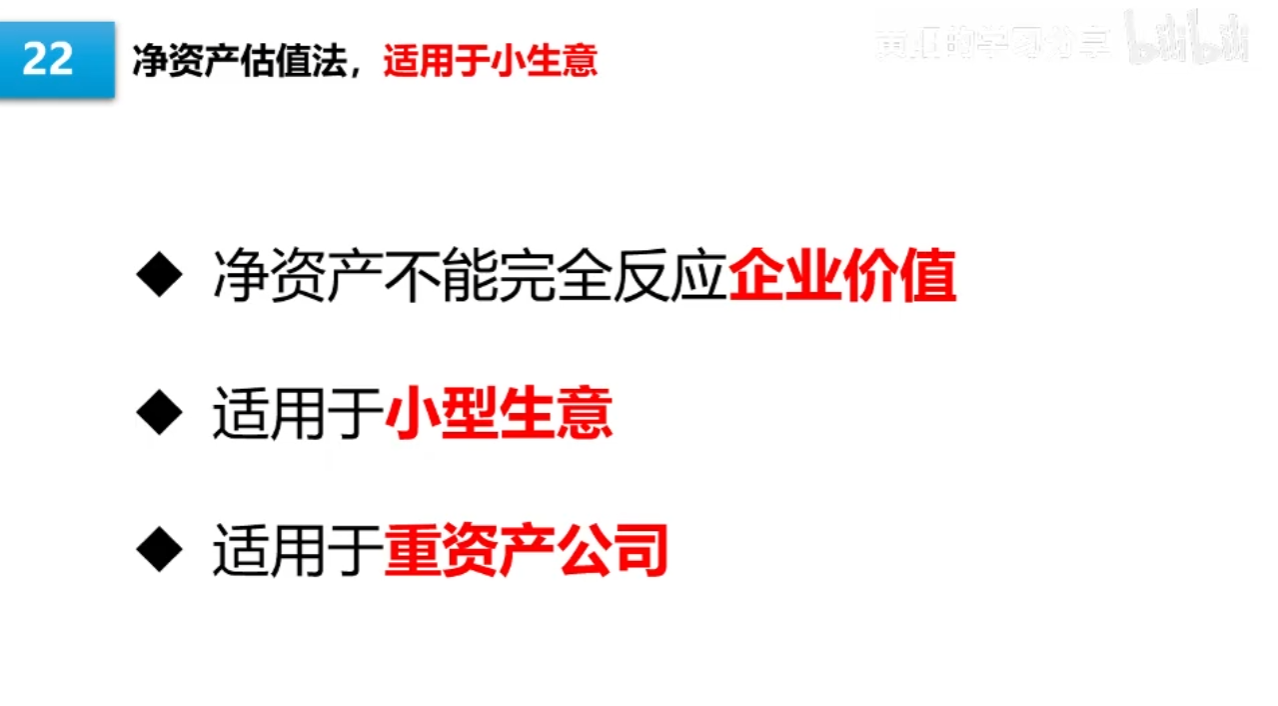 22
净资产估值法，适用于小生意
bilibili
◆ 净资产不能完全反应企业价值
◆ 适用于小型生意
◆ 适用于重资产公司